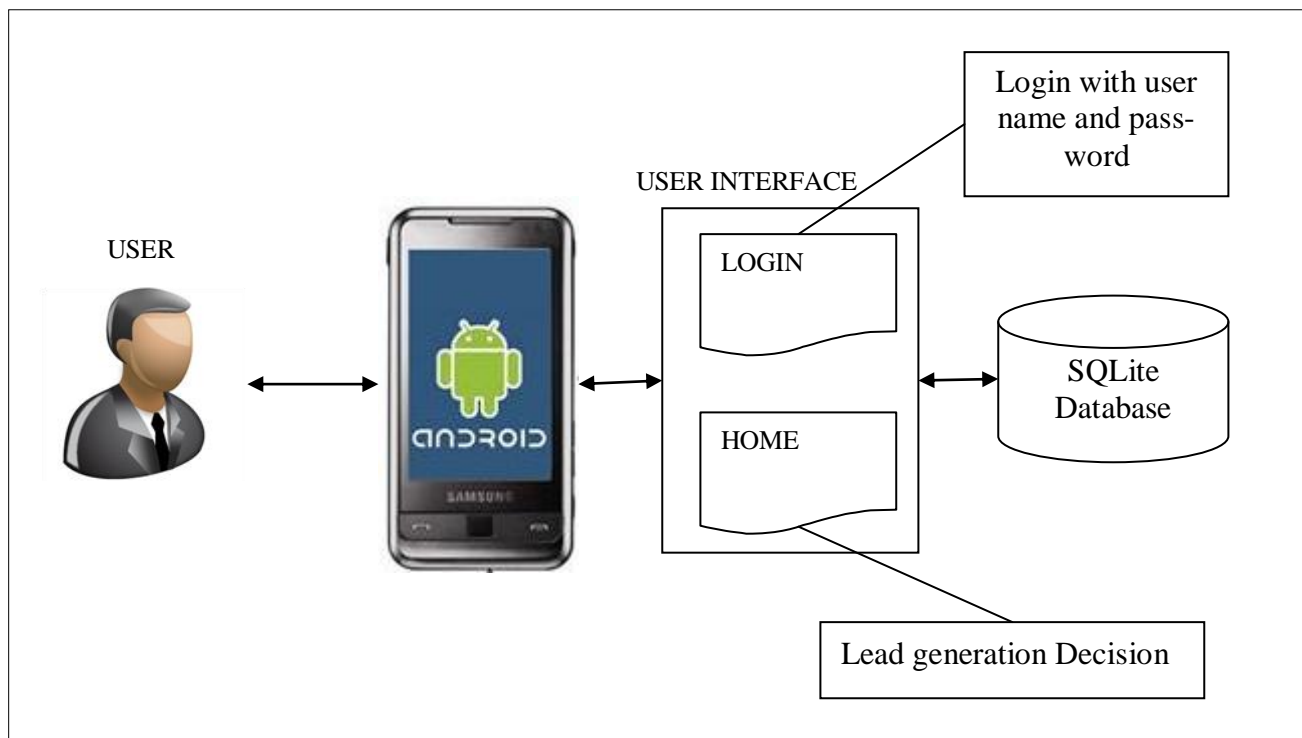 Login with user
name and pass-
word
USER INTERFACE
USER
LOGIN
HOME
ANDROID
SAMSUNG
SQLite
Database
Lead generation Decision